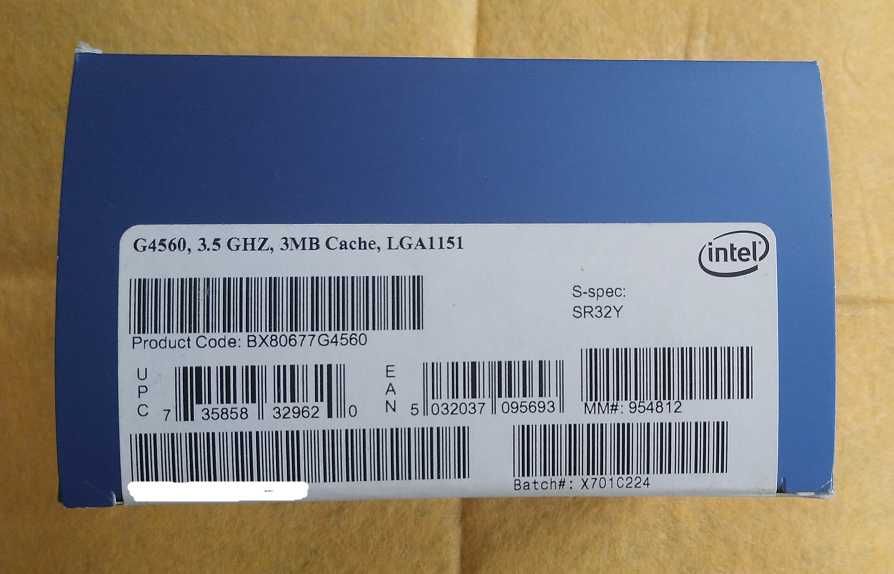 G4560, 3.5 GHZ, 3MB Cache, LGA1151
intel
S-spec:
SR32Y
Product Code: BX80677G4560
UPC
7 35858 32962 0
EAN
5 032037 095693
MM#: 954812
Batch#: X701C224